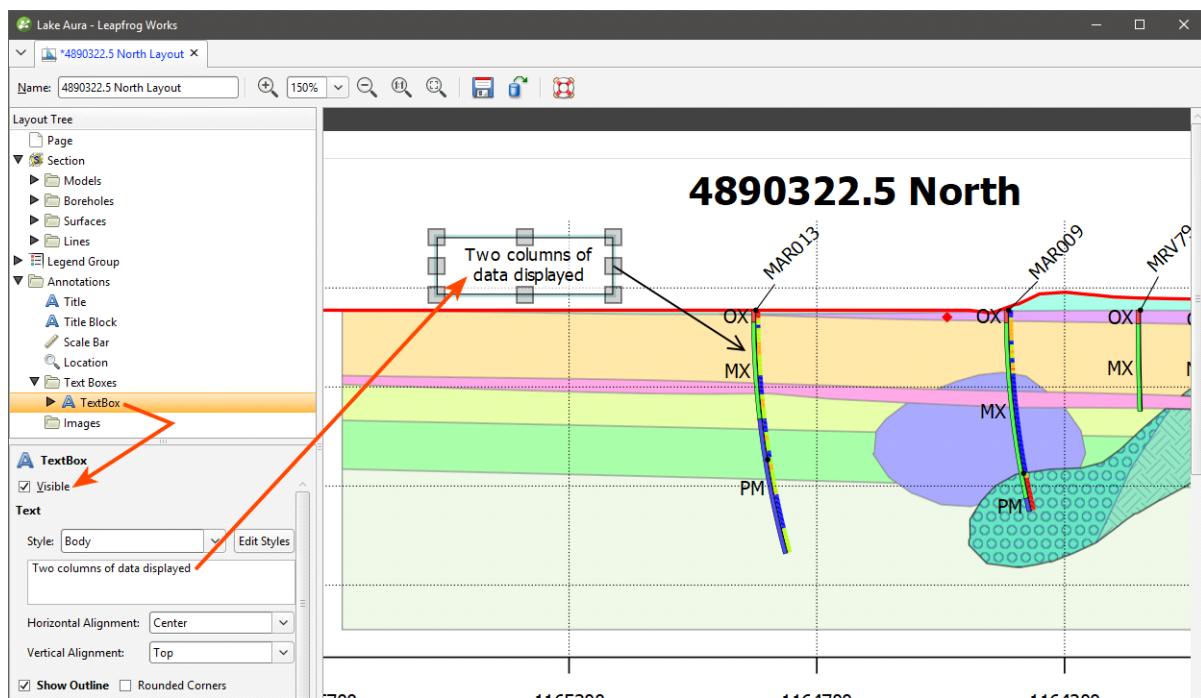 Lake Aura - Leapfrog Works
*4890322.5 North Layout
Name: 4890322.5 North Layout
150%
1:1
Layout Tree
Page
Section
Models
Boreholes
Surfaces
Lines
Legend Group
Annotations
Title
Title Block
Scale Bar
Location
Text Boxes
TextBox
Images
TextBox
Visible
Text
Style: Body Edit Styles
Two columns of data displayed
Horizontal Alignment: Center
Vertical Alignment: Top
Show Outline Rounded Corners
4890322.5 North
Two columns of
data displayed
MAR013
MAR009
MRV79
OX
OX
OX
MX
MX
MX
PM
PM